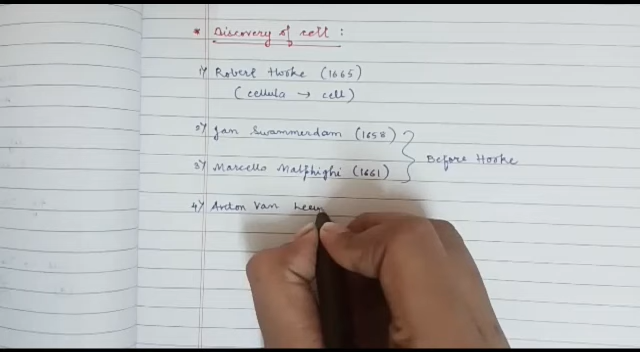 * Discovery of cell :
1) Robert Hooke (1665)
(cellula → cell)
2) Jan Swammerdam (1658)
3) Marcello Malphighi (1661)
Before Hooke
4) Anton Van Leeu